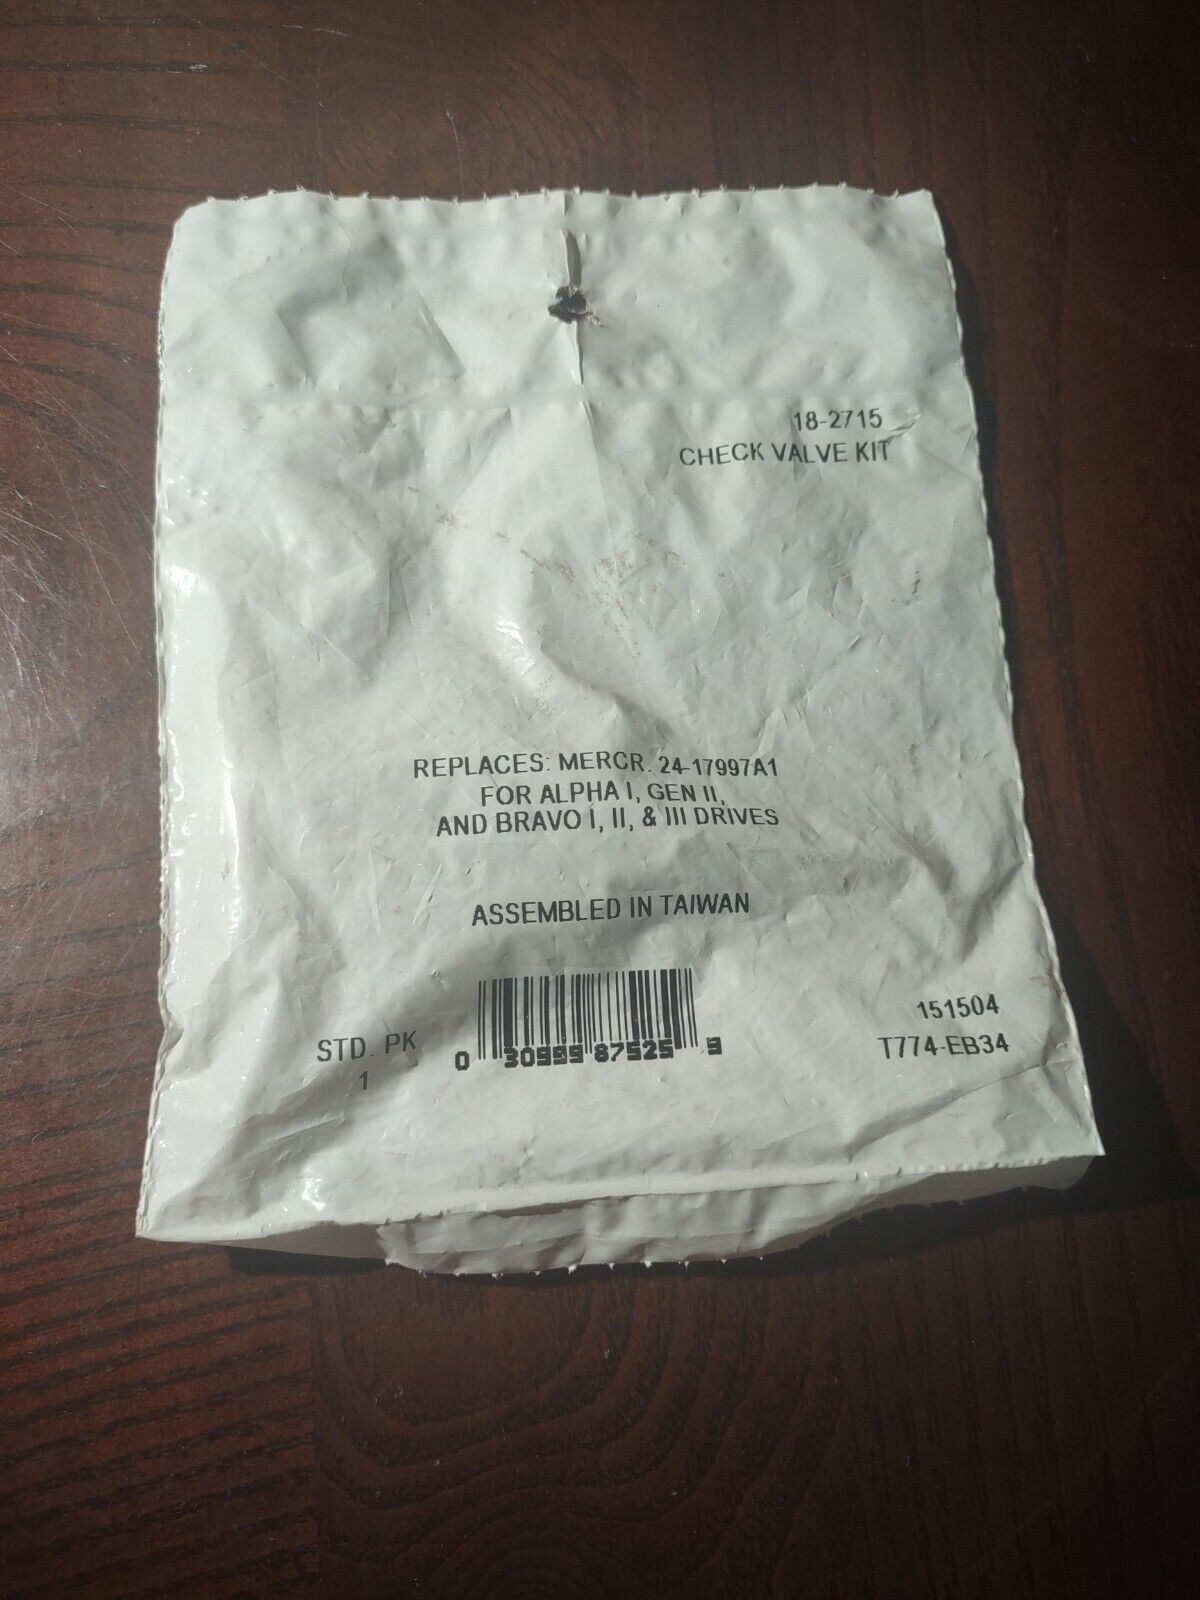 18-2715
CHECK VALVE KIT
REPLACES: MERCR. 24-17997A1
FOR ALPHA I, GEN II,
AND BRAVO I, II, & III DRIVES
ASSEMBLED IN TAIWAN
STD. PK
1
0 30999 87525 9
151504
T774-EB34